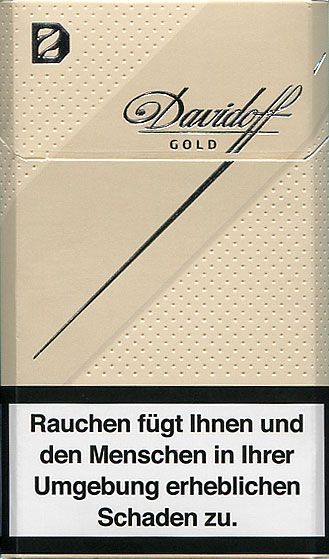 Davidoff
GOLD
Rauchen fügt Ihnen und
den Menschen in Ihrer
Umgebung erheblichen
Schaden zu.